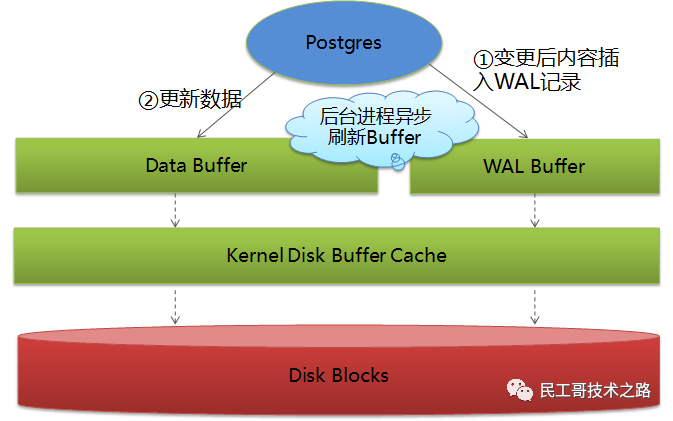 Postgres
①变更后内容插
入WAL记录
②更新数据
后台进程异步
刷新Buffer
Data Buffer
WAL Buffer
Kernel Disk Buffer Cache
Disk Blocks
民工哥技术之路